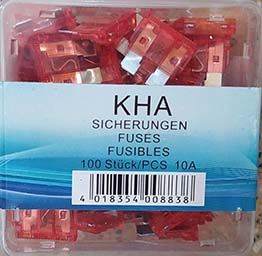 KHA
SICHERUNGEN
FUSES
FUSIBLES
100 Stück/PCS 10A
4 018354 008838